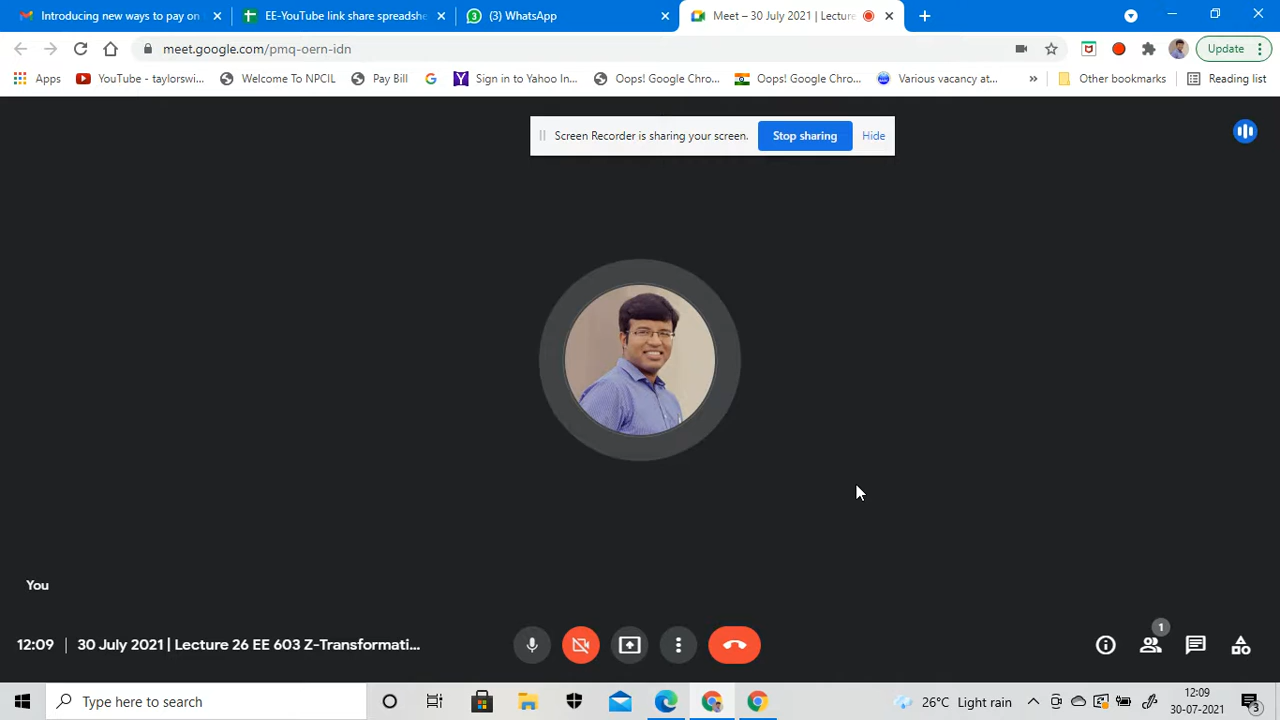 Introducing new ways to pay on
EE-YouTube link share spreadshe
(3) WhatsApp
Meet – 30 July 2021 | Lecture
meet.google.com/pmq-oern-idn
Update
Apps
YouTube - taylorswi...
Welcome To NPCIL
Pay Bill
Sign in to Yahoo In...
Oops! Google Chro...
Oops! Google Chro...
Various vacancy at...
»
Other bookmarks
Reading list
Screen Recorder is sharing your screen.
Stop sharing
Hide
You
12:09 | 30 July 2021 | Lecture 26 EE 603 Z-Transformati...
1
Type here to search
26°C Light rain
12:09
30-07-2021
3